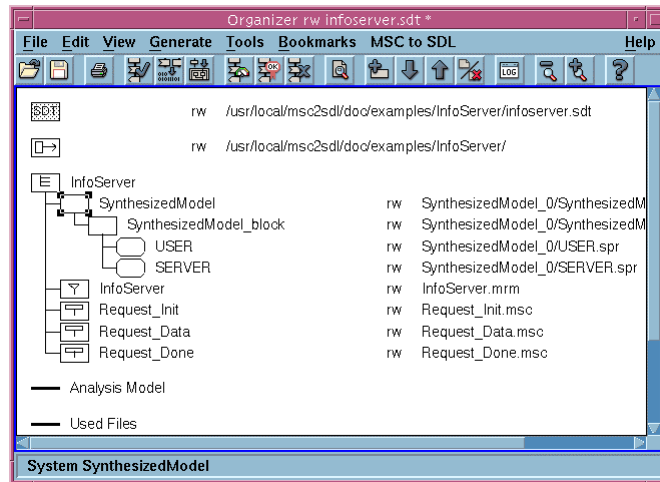 Organizer rw infoserver.sdt *
File Edit View Generate Tools Bookmarks MSC to SDL Help
LOG
SDT rw /usr/local/msc2sdl/doc/examples/InfoServer/infoserver.sdt
rw /usr/local/msc2sdl/doc/examples/InfoServer/
InfoServer
SynthesizedModel rw SynthesizedModel_0/SynthesizedM
SynthesizedModel_block rw SynthesizedModel_0/SynthesizedM
USER rw SynthesizedModel_0/USER.spr
SERVER rw SynthesizedModel_0/SERVER.spr
InfoServer rw InfoServer.mrm
Request_Init rw Request_Init.msc
Request_Data rw Request_Data.msc
Request_Done rw Request_Done.msc
Analysis Model
Used Files
System SynthesizedModel